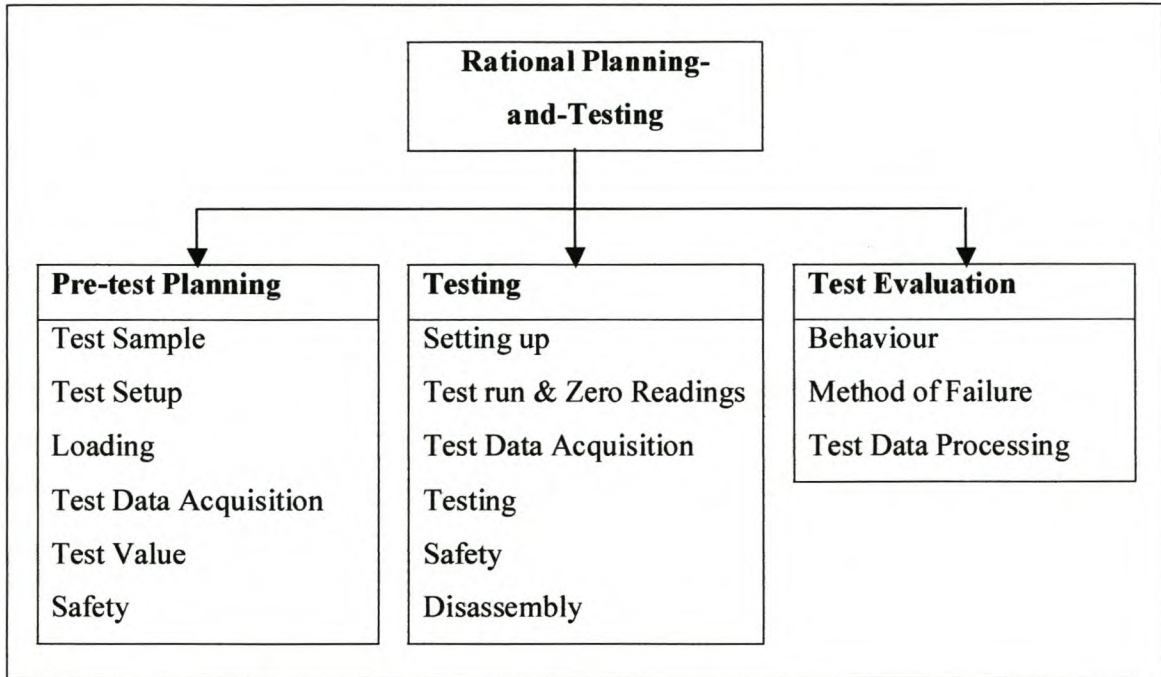 Rational Planning-
and-Testing
Pre-test Planning
Test Sample
Test Setup
Loading
Test Data Acquisition
Test Value
Safety
Testing
Setting up
Test run & Zero Readings
Test Data Acquisition
Testing
Safety
Disassembly
Test Evaluation
Behaviour
Method of Failure
Test Data Processing